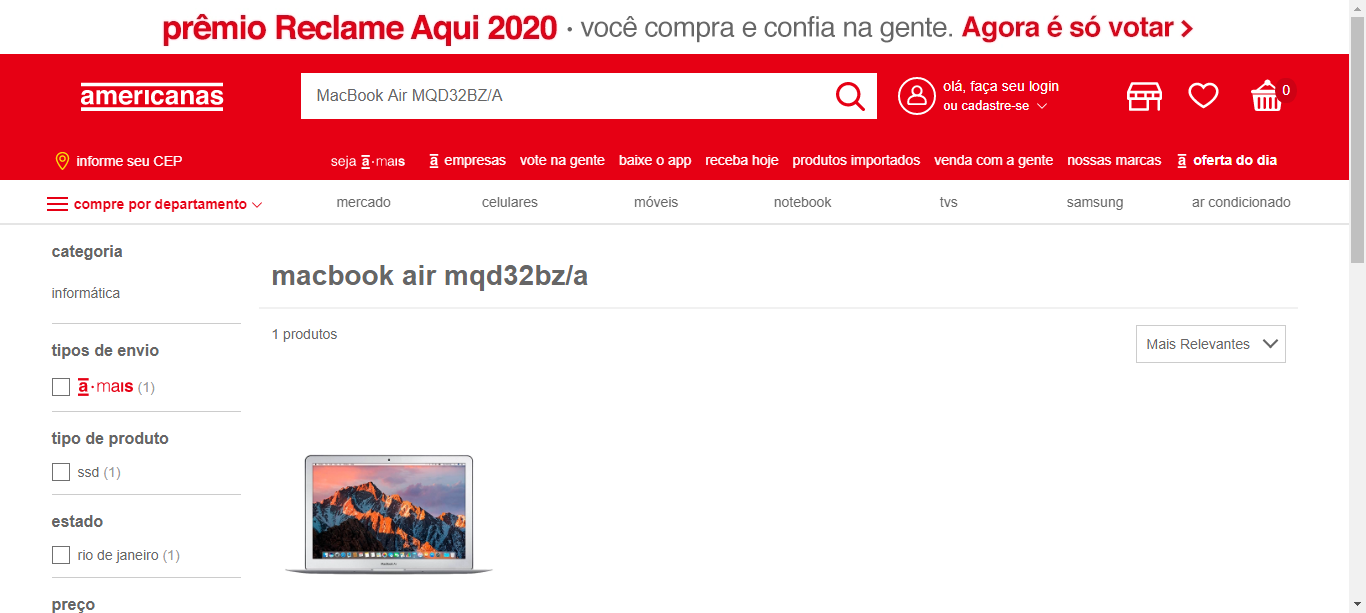 prêmio Reclame Aqui 2020 · você compra e confia na gente. Agora é só votar >
americanas
MacBook Air MQD32BZ/A
olá, faça seu login
ou cadastre-se
0
informe seu CEP
seja a·mais
a empresas
vote na gente
baixe o app
receba hoje
produtos importados
venda com a gente
nossas marcas
a oferta do dia
compre por departamento
mercado
celulares
móveis
notebook
tvs
samsung
ar condicionado
categoria
informática
tipos de envio
a·mais (1)
tipo de produto
ssd (1)
estado
rio de janeiro (1)
preço
macbook air mqd32bz/a
1 produtos
Mais Relevantes